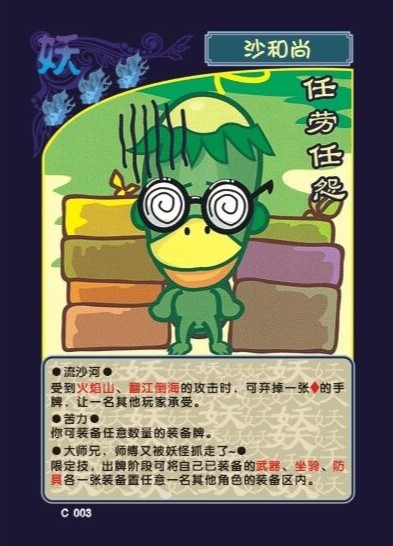 妖
沙和尚
任劳任怨
●流沙河●
受到火焰山、翻江倒海的攻击时，可弃掉一张♦的手
牌，让一名其他玩家承受。
●苦力●
你可装备任意数量的装备牌。
●大师兄，师傅又被妖怪抓走了~●
限定技，出牌阶段可将自己已装备的武器、坐骑、防
具各一张装备置任意一名其他角色的装备区内。
C 003